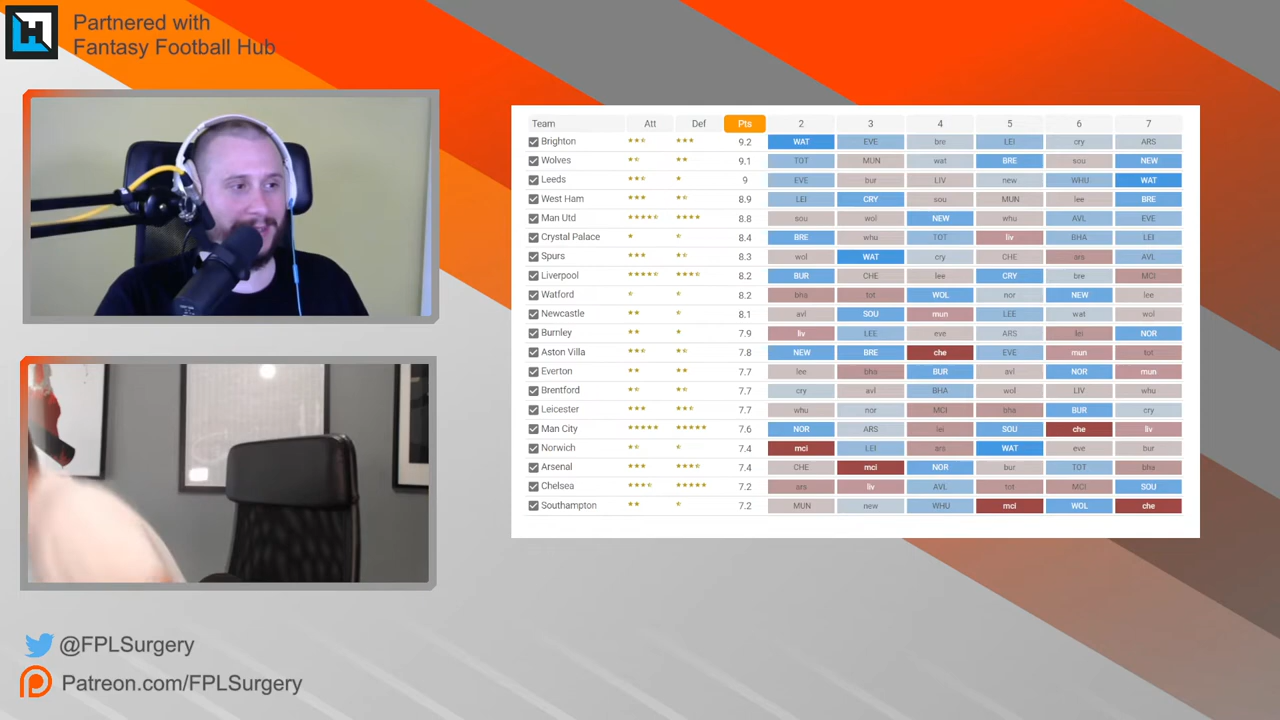 Partnered with
Fantasy Football Hub
Team Att Def Pts 2 3 4 5 6 7
Brighton 9.2 WAT EVE bre LEI cry ARS
Wolves 9.1 TOT MUN wat BRE sou NEW
Leeds 9 EVE bur LIV new WHU WAT
West Ham 8.9 LEI CRY sou MUN lee BRE
Man Utd 8.8 sou wol NEW whu AVL EVE
Crystal Palace 8.4 BRE whu TOT liv BHA LEI
Spurs 8.3 wol WAT cry CHE ars AVL
Liverpool 8.2 BUR CHE lee CRY bre MCI
Watford 8.2 bha tot WOL nor NEW lee
Newcastle 8.1 avl SOU mun LEE wat wol
Burnley 7.9 liv LEE eve ARS lei NOR
Aston Villa 7.8 NEW BRE che EVE mun tot
Everton 7.7 lee bha BUR avl NOR mun
Brentford 7.7 cry avl BHA wol LIV whu
Leicester 7.7 whu nor MCI bha BUR cry
Man City 7.6 NOR ARS lei SOU che liv
Norwich 7.4 mci LEI ars WAT eve bur
Arsenal 7.4 CHE mci NOR bur TOT bha
Chelsea 7.2 ars liv AVL tot MCI SOU
Southampton 7.2 MUN new WHU mci WOL che
@FPLSurgery
Patreon.com/FPLSurgery